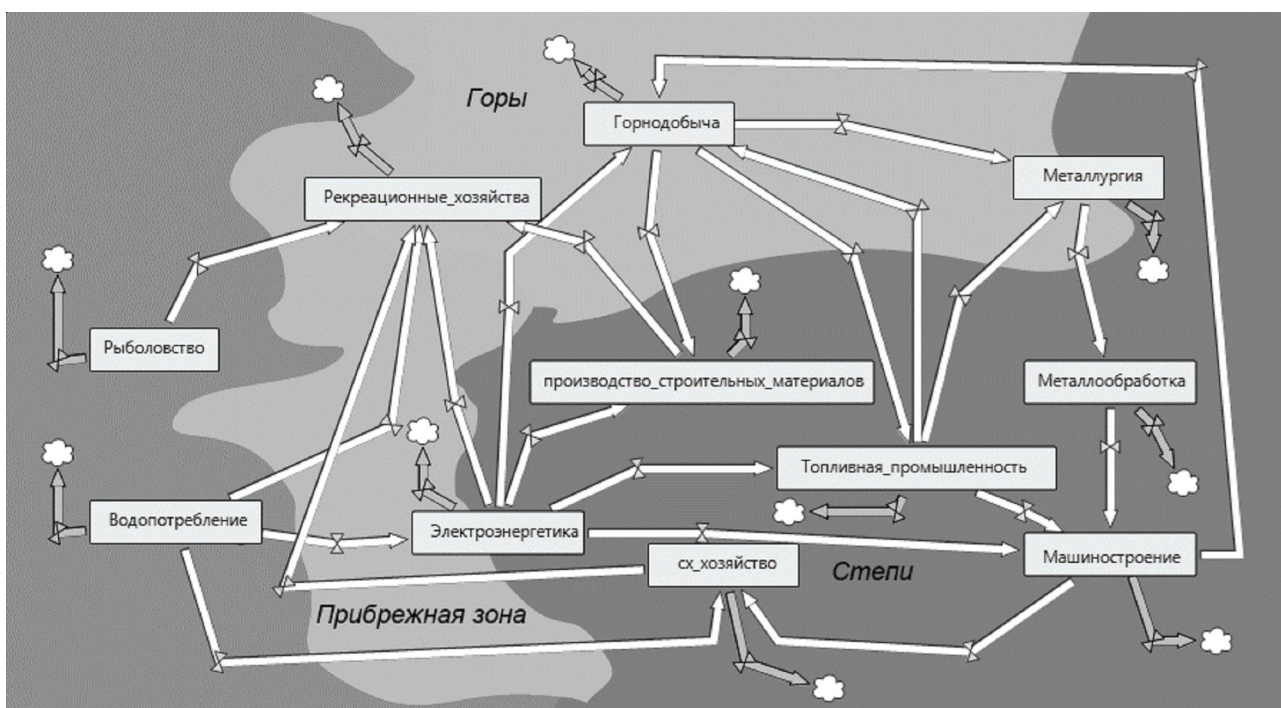 Горы
Горнодобыча
Металлургия
Рекреационные_хозяйства
Рыболовство
производство_строительных_материалов
Металлообработка
Топливная_промышленность
Водопотребление
Электроэнергетика
Машиностроение
сх_хозяйство
Степи
Прибрежная зона